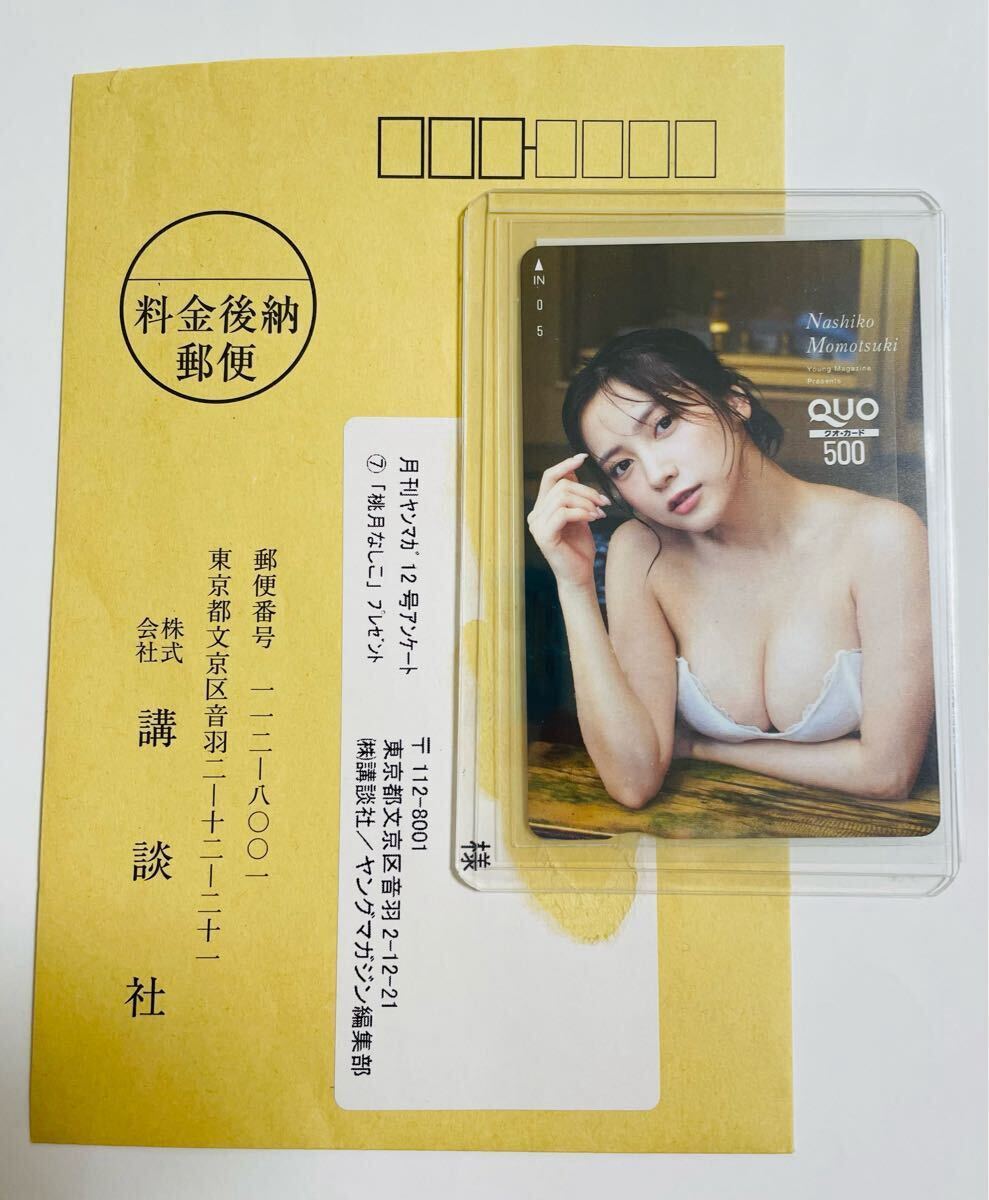 料金後納
郵便
郵便番号 一一二―八〇〇一
東京都文京区音羽二―十二―二十一
株式
会社
講談社
月刊ヤンマガ12号アンケート
⑦「桃月なしこ」プレゼント
〒112-8001
東京都文京区音羽2-12-21
㈱講談社/ヤングマガジン編集部
様
IN
0
5
Nashiko
Momotsuki
Young Magazine
Presents
QUO
クオ・カード
500